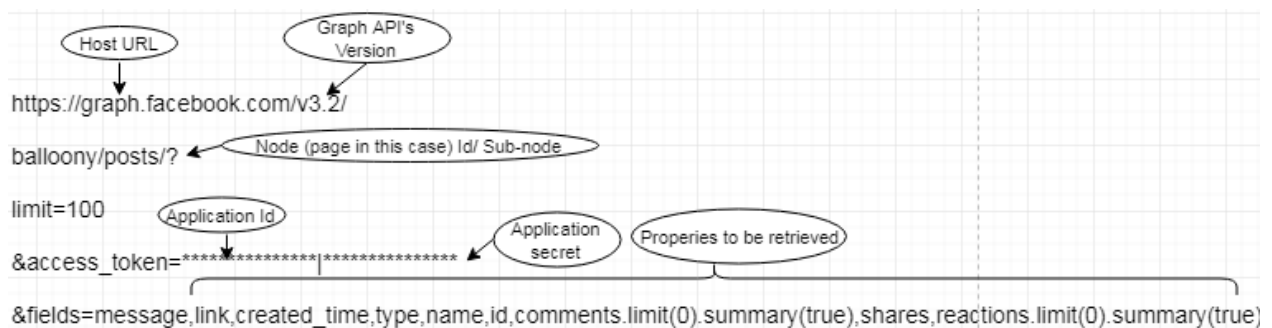 Host URL
Graph API's
Version
https://graph.facebook.com/v3.2/
balloony/posts/?
Node (page in this case) Id/ Sub-node
limit=100
Application Id
Application
secret
Properies to be retrieved
&access_token=***************|***************
&fields=message,link,created_time,type,name,id,comments.limit(0).summary(true),shares,reactions.limit(0).summary(true)